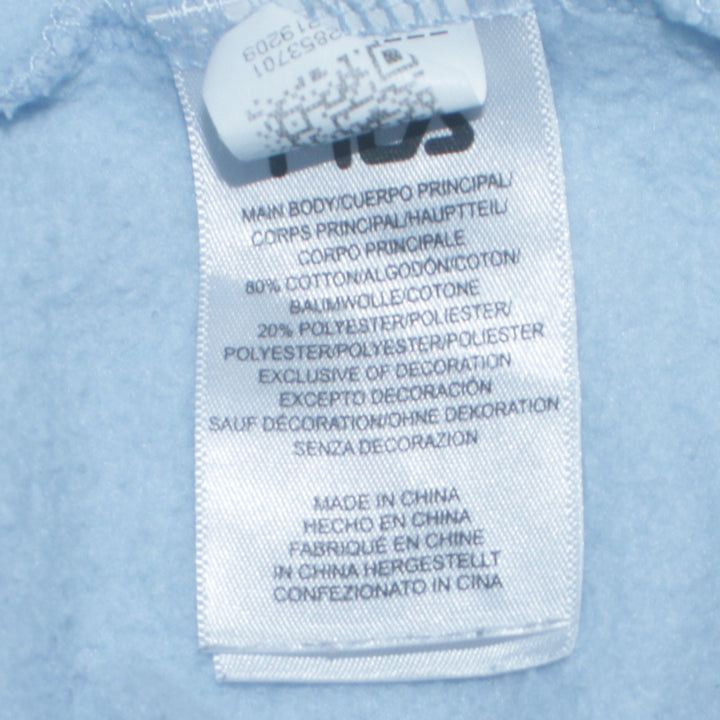 219209
2853701
MAIN BODY/CUERPO PRINCIPAL/
CORPS PRINCIPAL/HAUPTTEIL/
CORPO PRINCIPALE
80% COTTON/ALGODÓN/COTON/
BAUMWOLLE/COTONE
20% POLYESTER/POLIESTER/
POLYESTER/POLYESTER/POLIESTER
EXCLUSIVE OF DECORATION
EXCEPTO DECORACIÓN
SAUF DÉCORATION/OHNE DEKORATION
SENZA DECORAZION
MADE IN CHINA
HECHO EN CHINA
FABRIQUÉ EN CHINE
IN CHINA HERGESTELLT
CONFEZIONATO IN CINA